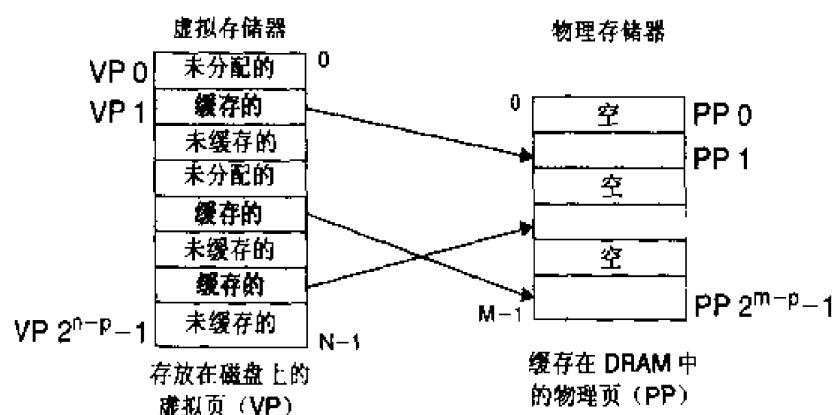 虚拟存储器
VP 0
未分配的
0
VP 1
缓存的
未缓存的
未分配的
缓存的
未缓存的
缓存的
VP 2^{n-p}-1
未缓存的
N-1
存放在磁盘上的
虚拟页（VP）
物理存储器
0
空
PP 0
PP 1
空
空
M-1
PP 2^{m-p}-1
缓存在 DRAM 中
的物理页（PP）